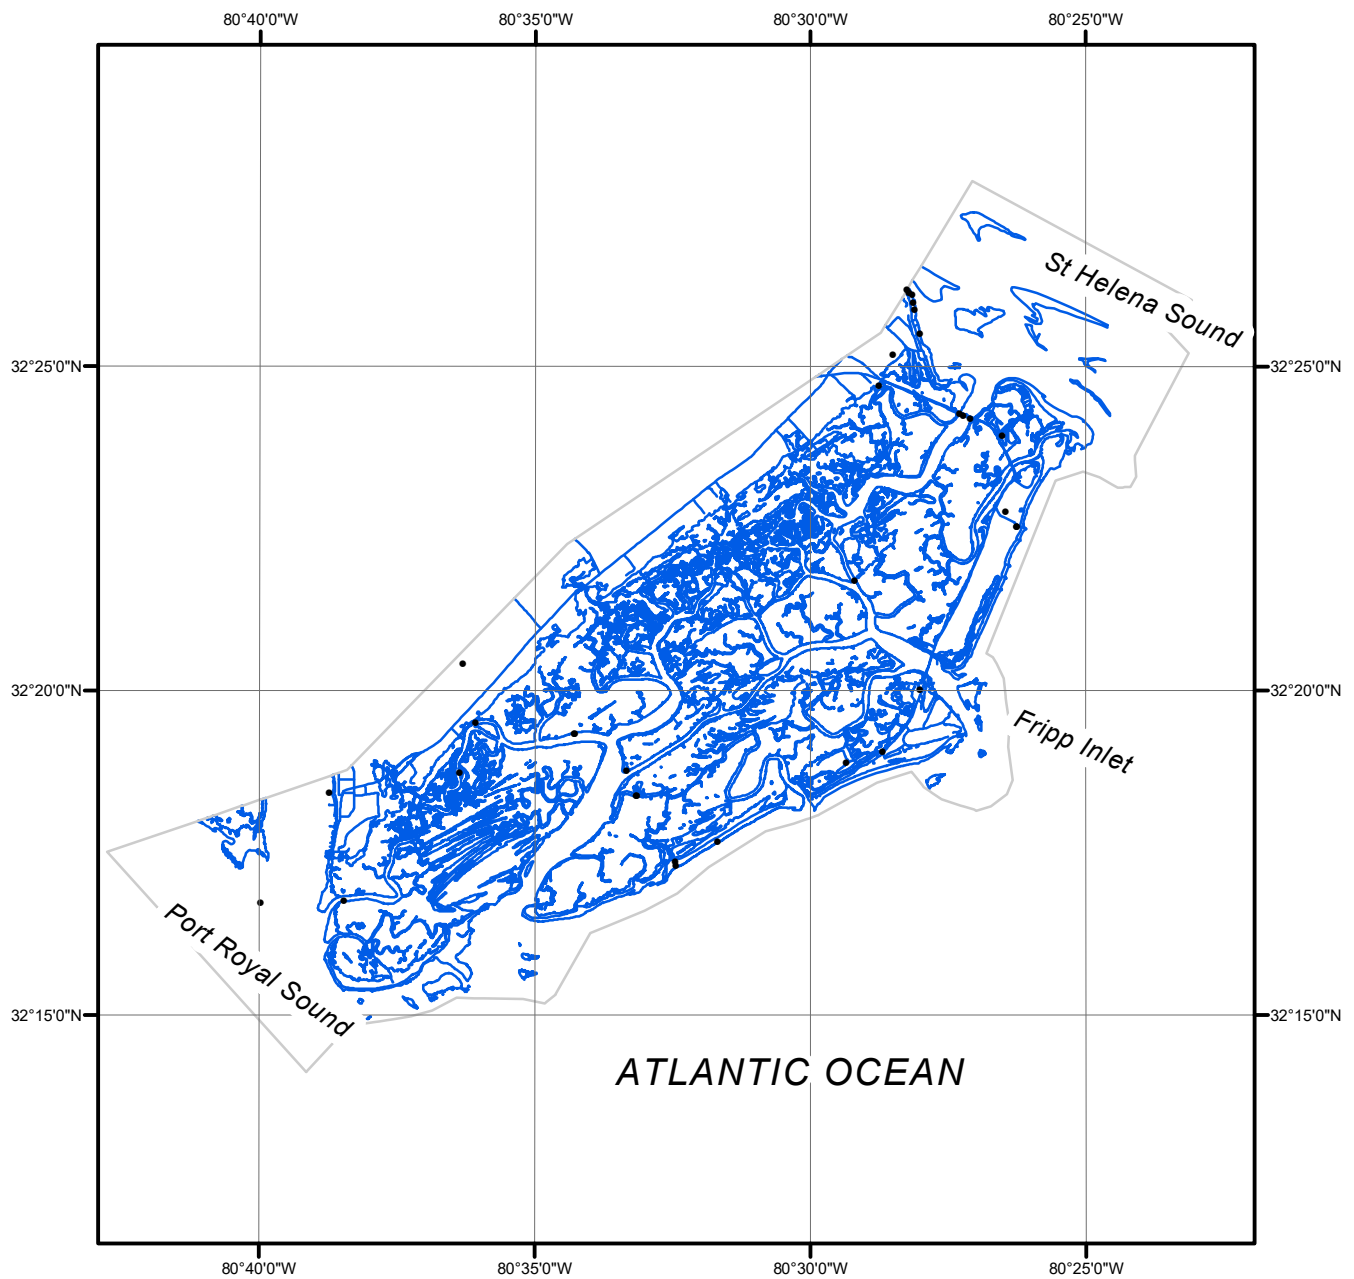 80°40'0"W 80°35'0"W 80°30'0"W 80°25'0"W
St Helena Sound
32°25'0"N 32°25'0"N
32°20'0"N 32°20'0"N
Fripp Inlet
Port Royal Sound
32°15'0"N 32°15'0"N
ATLANTIC OCEAN
80°40'0"W 80°35'0"W 80°30'0"W 80°25'0"W